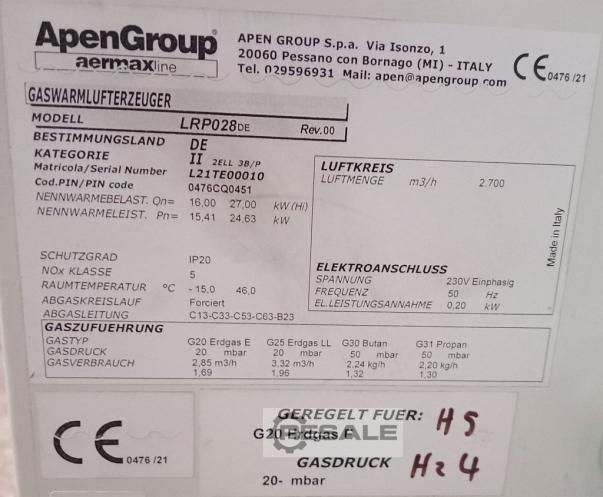 ApenGroup
aermaxline
APEN GROUP S.p.a. Via Isonzo, 1
20060 Pessano con Bornago (MI) - ITALY
Tel. 029596931 Mail: apen@apengroup.com
CE 0476 /21
GASWARMLUFTERZEUGER
MODELL LRP028DE Rev.00
BESTIMMUNGSLAND DE
KATEGORIE II 2ELL 3B/P
Matricola/Serial Number L21TE00010
Cod.PIN/PIN code 0476CQ0451
NENNWARMEBELAST. Qn= 16,00 27,00 kW (Hi)
NENNWARMELEIST. Pn= 15,41 24,63 kW
LUFTKREIS
LUFTMENGE m3/h 2.700
Made in Italy
SCHUTZGRAD IP20
NOx KLASSE 5
RAUMTEMPERATUR °C -15,0 46,0
ABGASKREISLAUF Forciert
ABGASLEITUNG C13-C33-C53-C63-B23
ELEKTROANSCHLUSS
SPANNUNG 230V Einphasig
FREQUENZ 50 Hz
EL.LEISTUNGSANNAHME 0,20 kW
GASZUFUEHRUNG
GASTYP G20 Erdgas E G25 Erdgas LL G30 Butan G31 Propan
GASDRUCK 20 mbar 20 mbar 50 mbar 50 mbar
GASVERBRAUCH 2,85 m3/h 3,32 m3/h 2,24 kg/h 2,20 kg/h
1,69 1,96 1,32 1,30
CE 0476 /21
GEREGELT FUER: H5
G20 Erdgas E
RESALE
GASDRUCK Hz 4
20- mbar